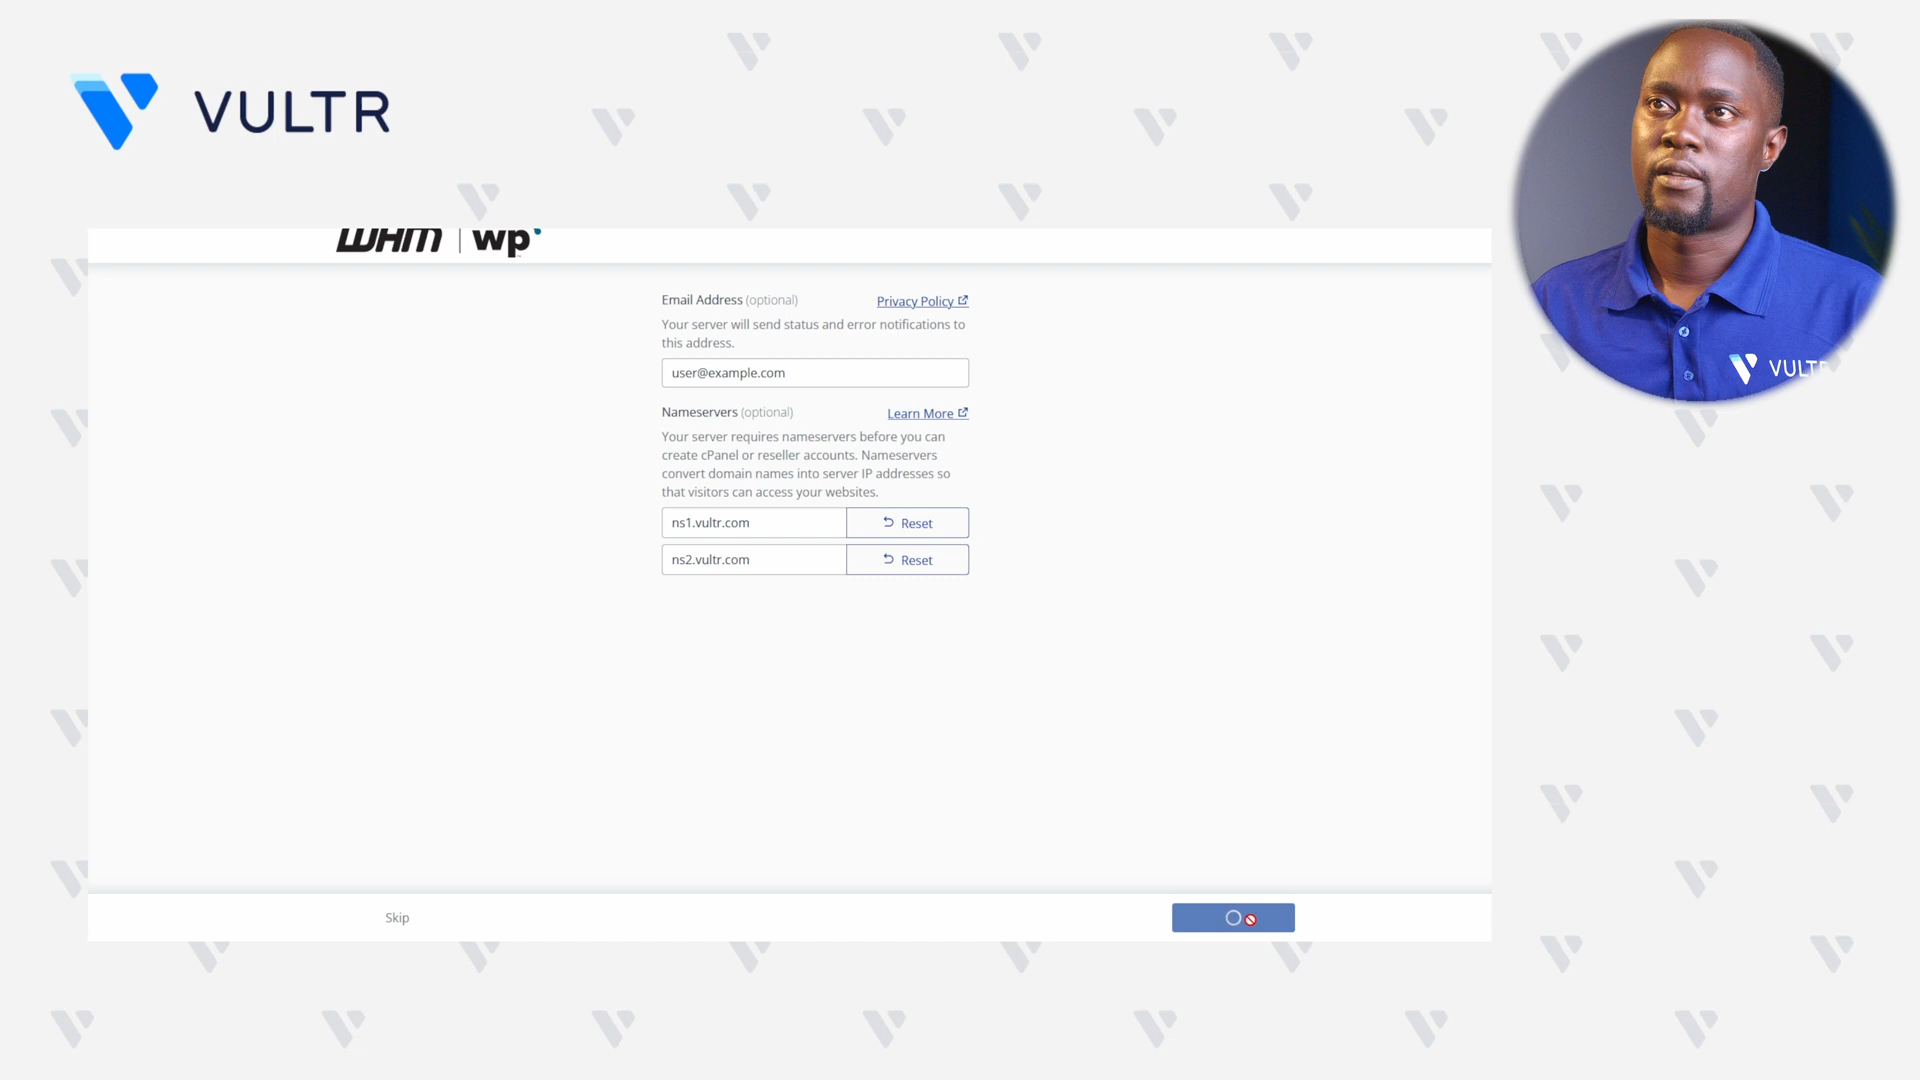 VULTR
WHM | wp
Email Address (optional)
Privacy Policy
Your server will send status and error notifications to
this address.
user@example.com
Nameservers (optional)
Learn More
Your server requires nameservers before you can
create cPanel or reseller accounts. Nameservers
convert domain names into server IP addresses so
that visitors can access your websites.
ns1.vultr.com
Reset
ns2.vultr.com
Reset
Skip
VULTR